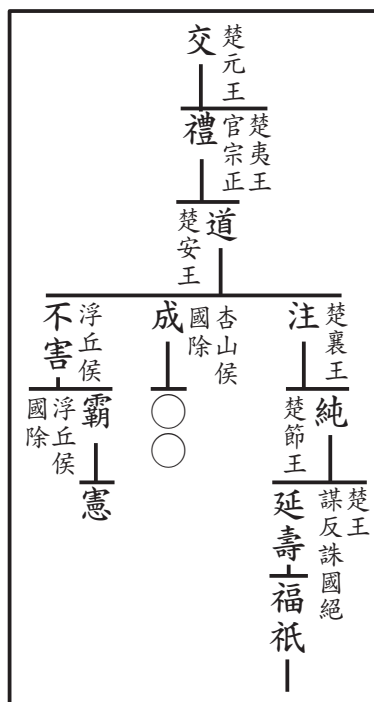 交
楚元王
禮
楚夷王
官宗正
道
楚安王
注
楚襄王
成
杏山侯
國除
不害
浮丘侯
純
楚節王
○○
霸
浮丘侯
國除
延壽
楚王
謀反誅國絕
憲
福祇